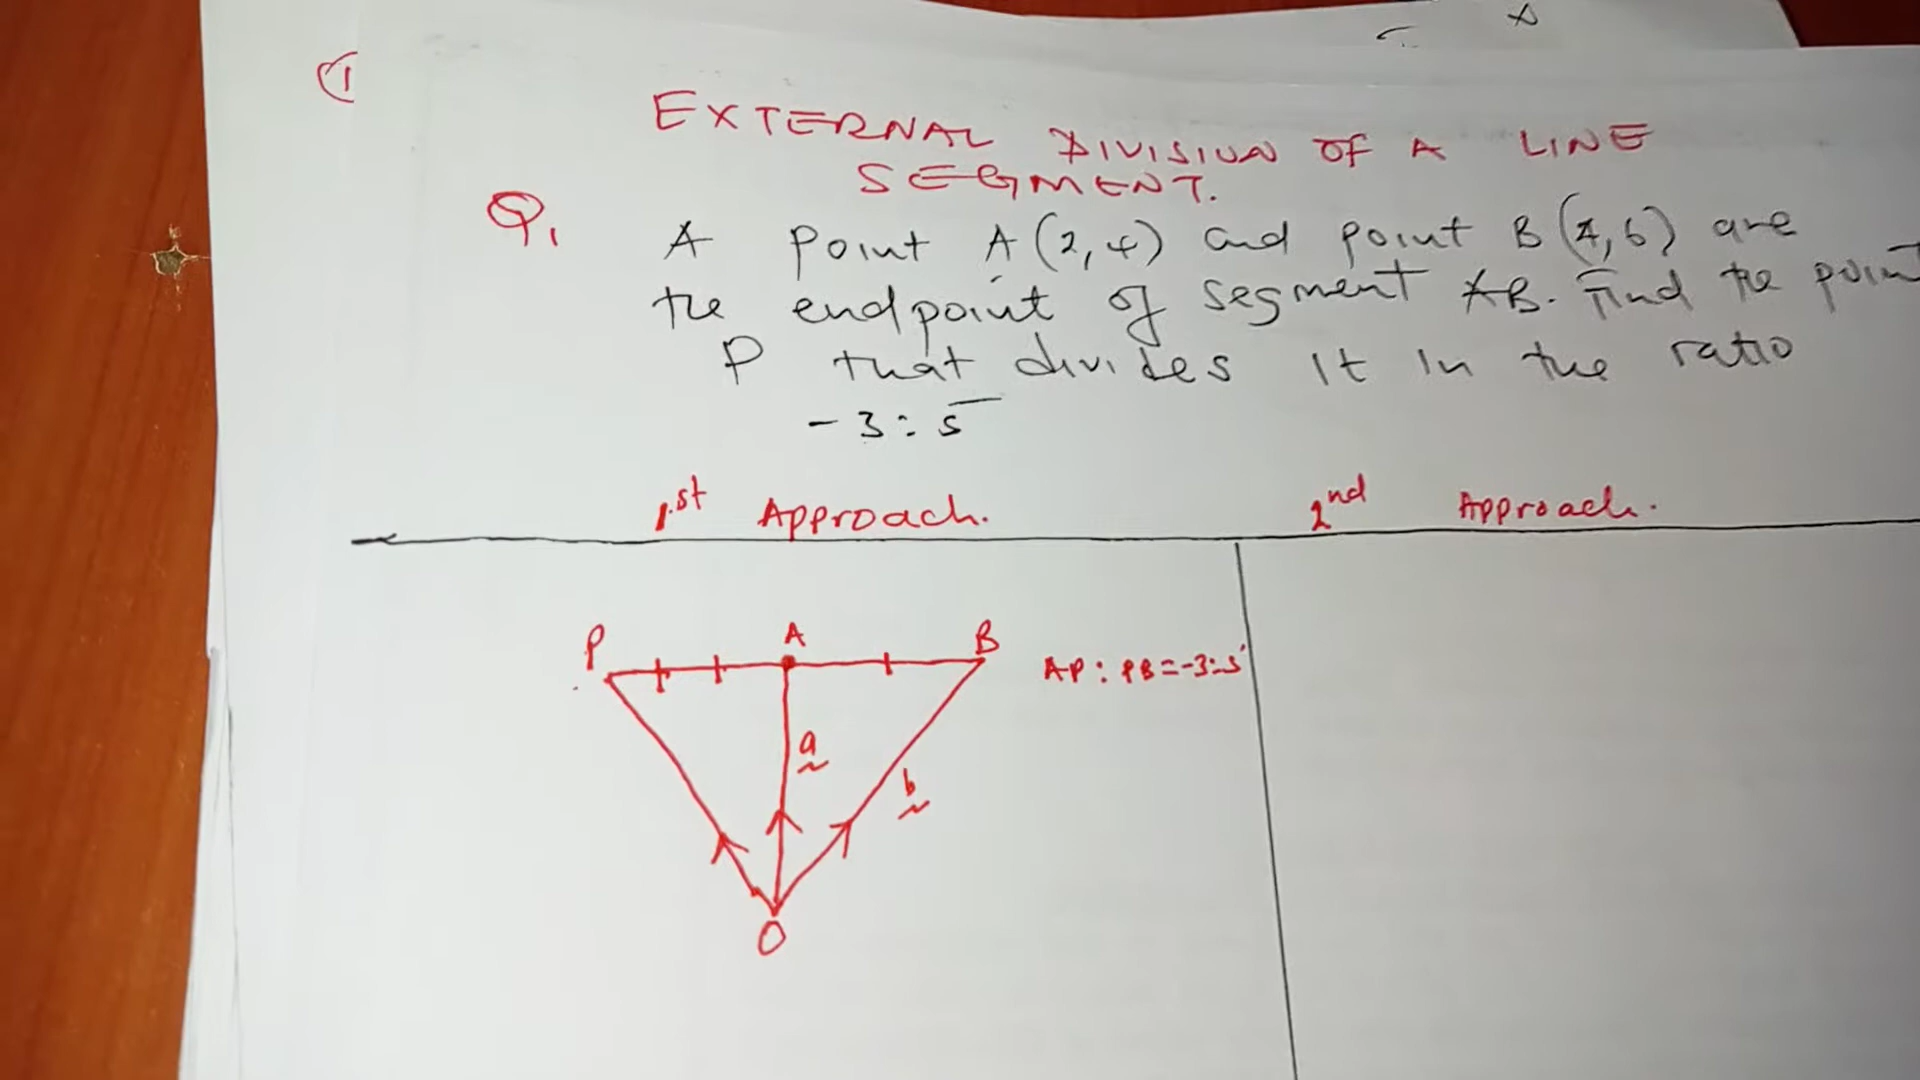 1
EXTERNAL DIVISION OF A LINE
SEGMENT.
Q1
A point A(2,4) and point B(4,6) are
the endpoint of segment AB. Find the point
P that divides it in the ratio
-3:5
1st Approach.
2nd Approach.
P A B
AP:PB=-3:5
a
b
O